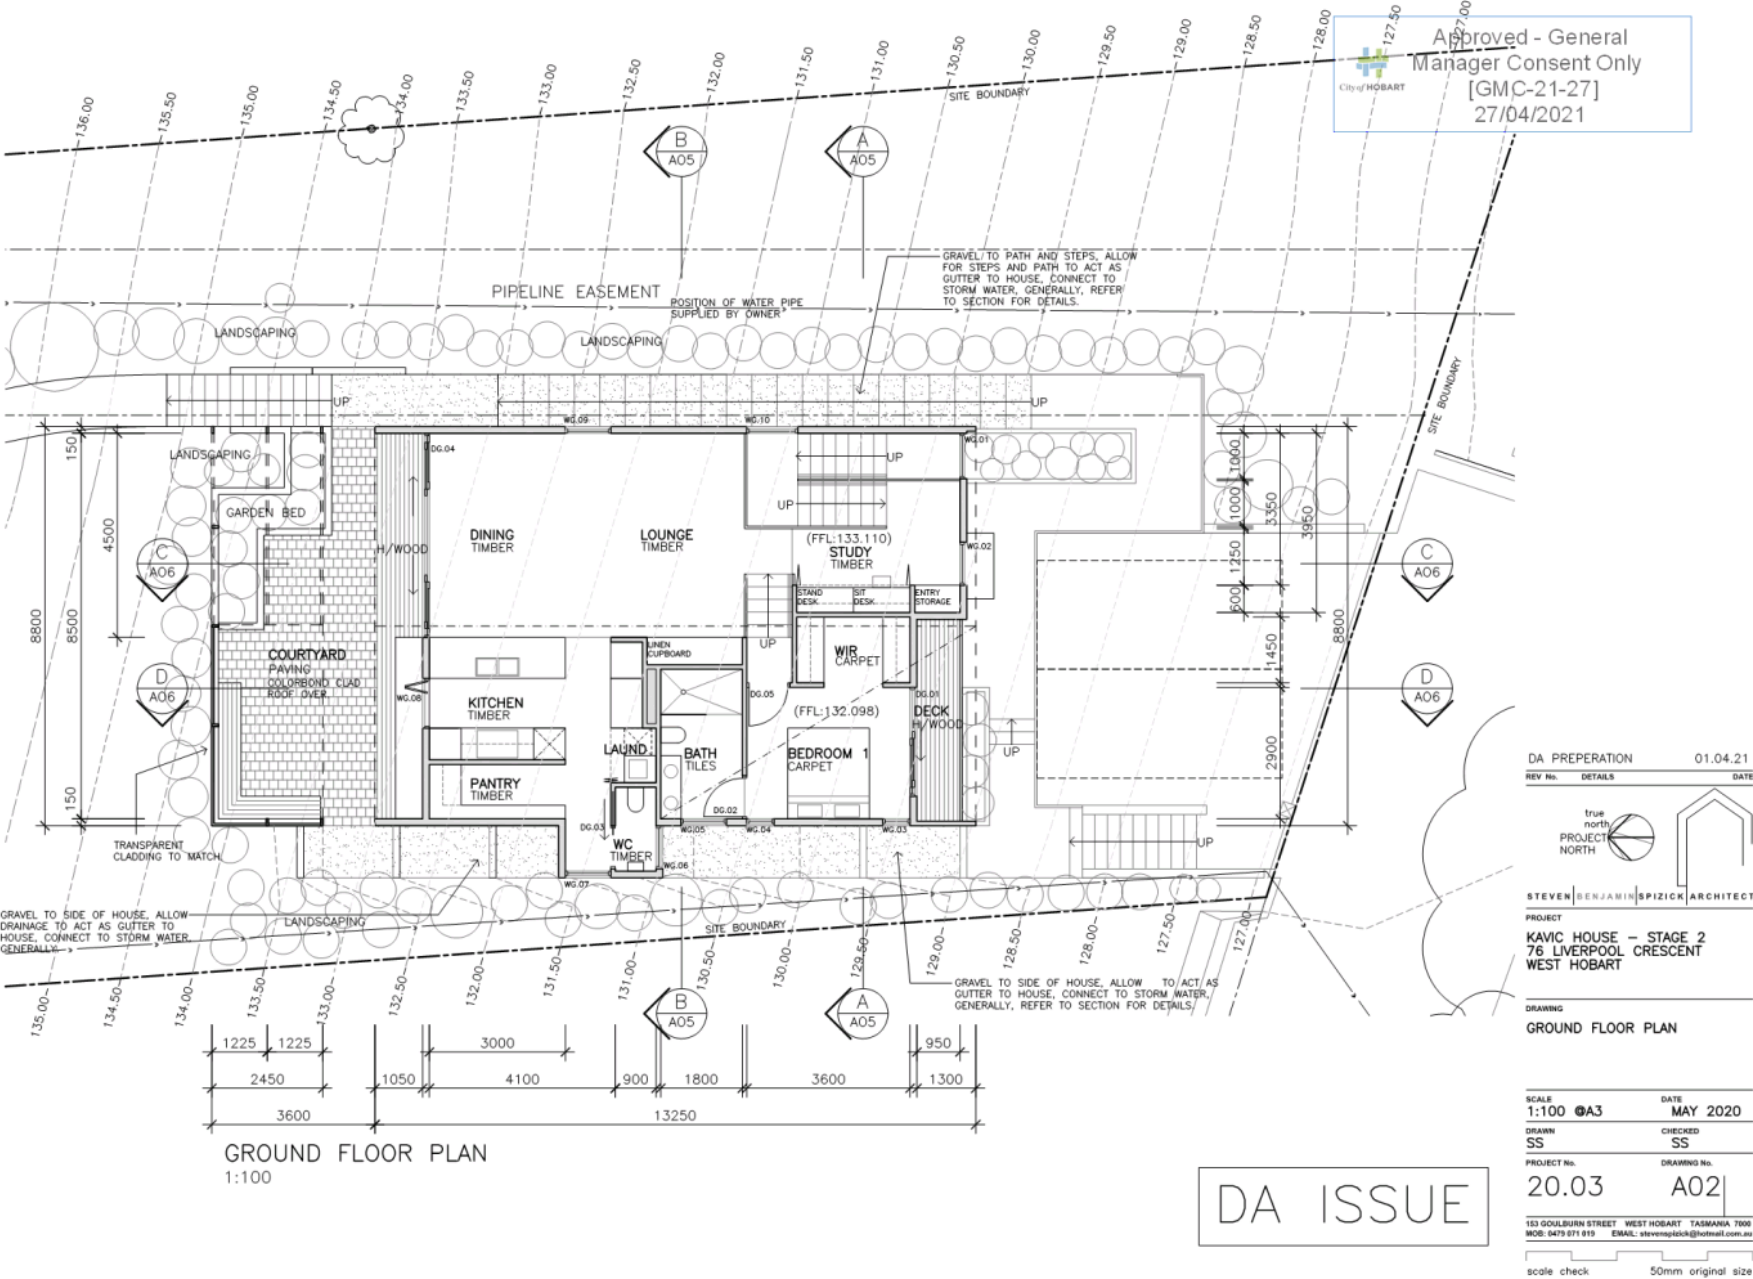 136.00
135.50
135.00
134.50
134.00
133.50
133.00
132.50
132.00
131.50
131.00
130.50
130.00
129.50
129.00
128.50
128.00
127.50
127.00
Approved - General
Manager Consent Only
[GMC-21-27]
27/04/2021
City of HOBART
SITE BOUNDARY
B
A05
A
A05
GRAVEL TO PATH AND STEPS, ALLOW
FOR STEPS AND PATH TO ACT AS
GUTTER TO HOUSE, CONNECT TO
STORM WATER, GENERALLY, REFER
TO SECTION FOR DETAILS.
PIPELINE EASEMENT
POSITION OF WATER PIPE
SUPPLIED BY OWNER
LANDSCAPING
LANDSCAPING
SITE BOUNDARY
UP
UP
WG.09
WG.10
WG.01
DG.04
LANDSCAPING
GARDEN BED
UP
UP
H/WOOD
DINING
TIMBER
LOUNGE
TIMBER
(FFL:133.110)
STUDY
TIMBER
WG.02
STAND
DESK
SIT
DESK
ENTRY
STORAGE
150
4500
8800
8500
150
C
A06
D
A06
1000
1000
3350
3950
1250
600
1450
8800
2900
C
A06
D
A06
COURTYARD
PAVING
COLORBOND CLAD
ROOF OVER
LINEN
CUPBOARD
UP
WIR
CARPET
WG.08
KITCHEN
TIMBER
DG.05
(FFL:132.098)
DG.01
DECK
H/WOOD
UP
LAUND.
BATH
TILES
BEDROOM 1
CARPET
PANTRY
TIMBER
DG.02
DG.03
WG.05
WG.04
WG.03
WC
TIMBER
WG.06
WG.07
UP
TRANSPARENT
CLADDING TO MATCH
GRAVEL TO SIDE OF HOUSE, ALLOW
DRAINAGE TO ACT AS GUTTER TO
HOUSE, CONNECT TO STORM WATER,
GENERALLY
LANDSCAPING
SITE BOUNDARY
GRAVEL TO SIDE OF HOUSE, ALLOW TO ACT AS
GUTTER TO HOUSE, CONNECT TO STORM WATER,
GENERALLY, REFER TO SECTION FOR DETAILS.
135.00
134.50
134.00
133.50
133.00
132.50
132.00
131.50
131.00
130.50
130.00
129.50
129.00
128.50
128.00
127.50
127.00
B
A05
A
A05
1225
1225
3000
950
2450
1050
4100
900
1800
3600
1300
3600
13250
GROUND FLOOR PLAN
1:100
DA ISSUE
DA PREPERATION 01.04.21
REV No. DETAILS DATE
true
north
PROJECT
NORTH
STEVEN BENJAMIN SPIZICK ARCHITECT
PROJECT
KAVIC HOUSE – STAGE 2
76 LIVERPOOL CRESCENT
WEST HOBART
DRAWING
GROUND FLOOR PLAN
SCALE DATE
1:100 @A3 MAY 2020
DRAWN CHECKED
SS SS
PROJECT No. DRAWING No.
20.03 A02
153 GOULBURN STREET WEST HOBART TASMANIA 7000
MOB: 0479 071 019 EMAIL: stevenspizick@hotmail.com.au
scale check 50mm original size